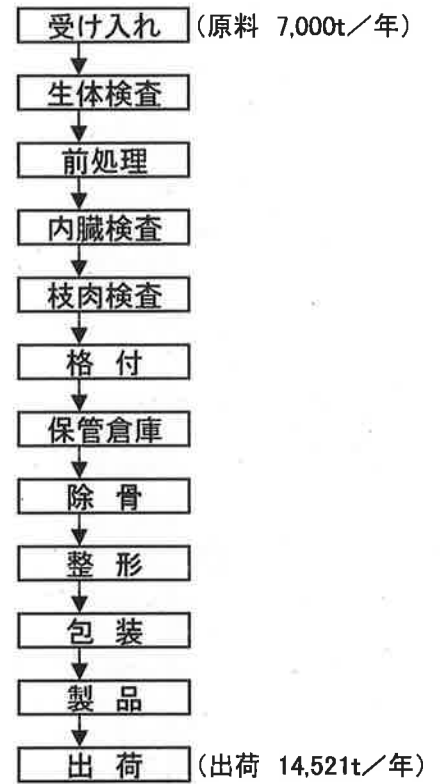 受け入れ (原料 7,000t/年)
生体検査
前処理
内臓検査
枝肉検査
格 付
保管倉庫
除 骨
整 形
包 装
製 品
出 荷 (出荷 14,521t/年)